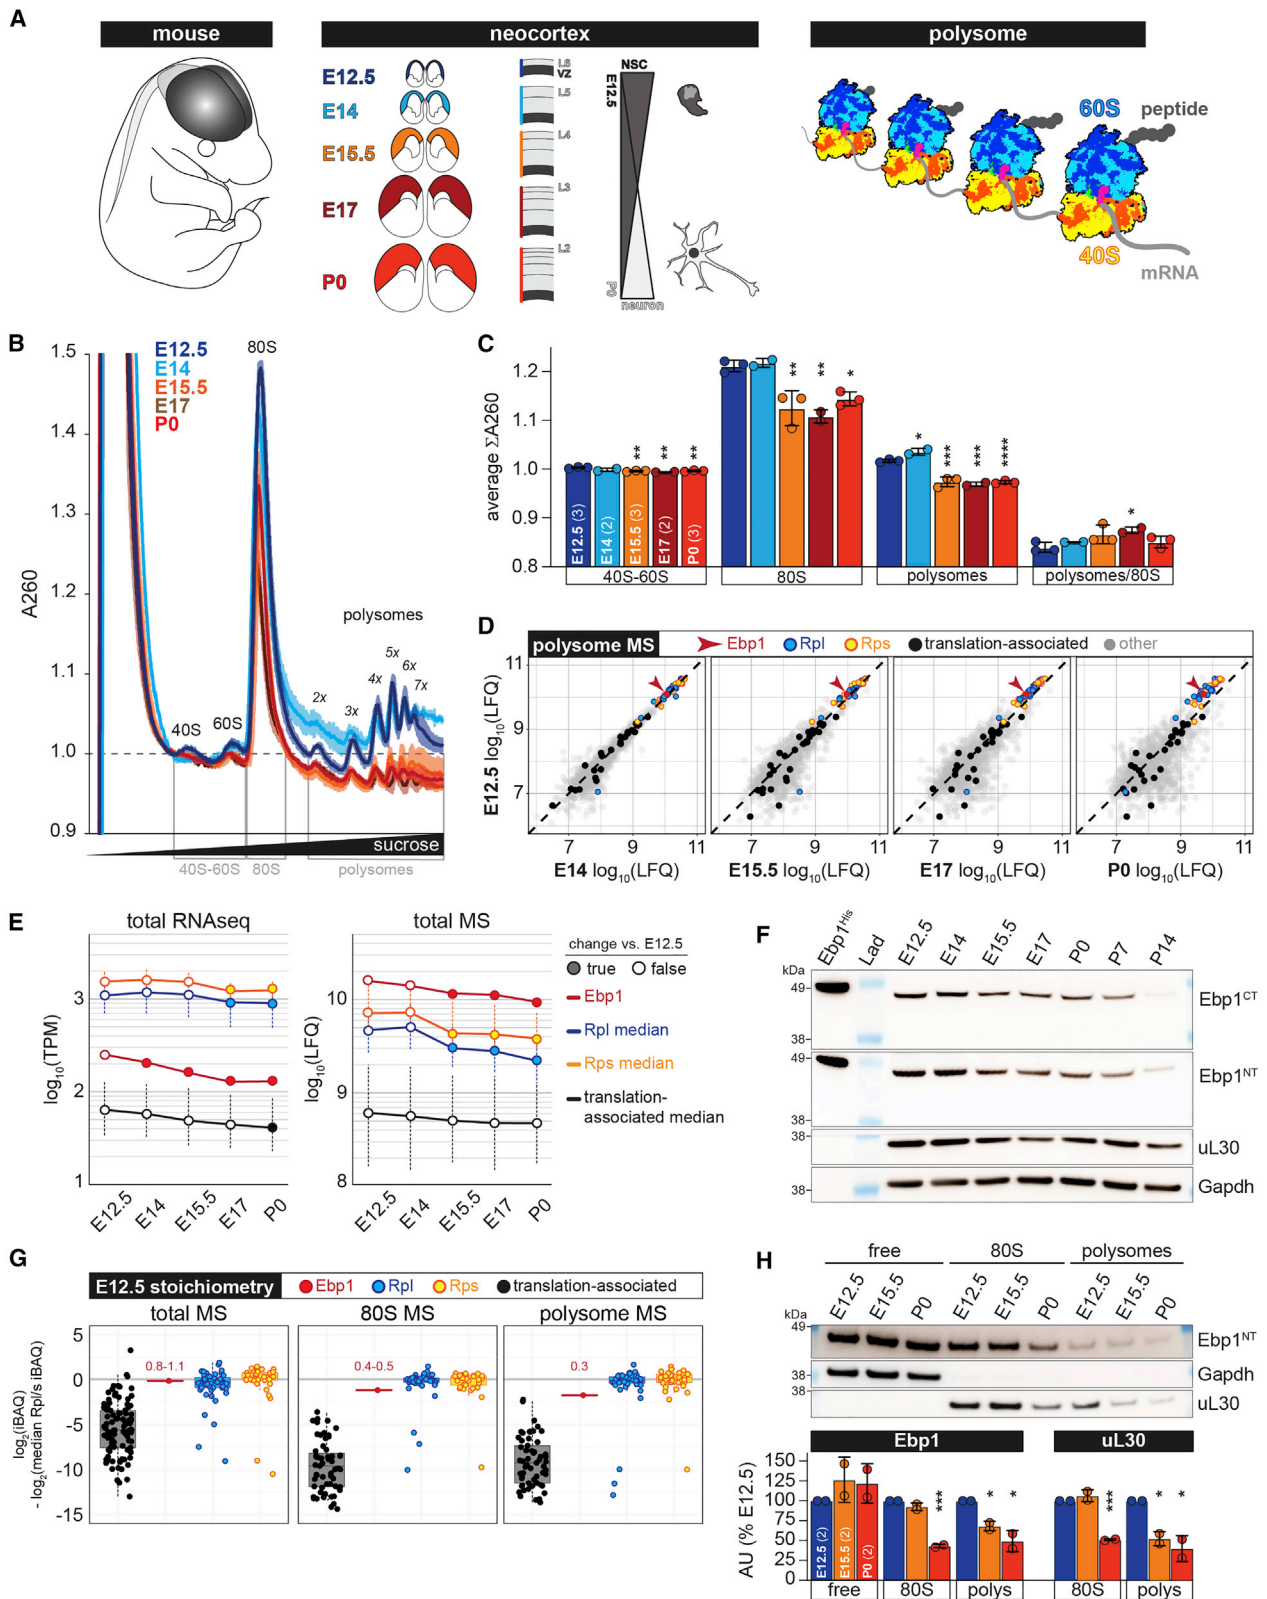 A
mouse
neocortex
polysome
E12.5
E14
E15.5
E17
P0
L6
VZ
L5
L4
L3
L2
NSC
E12.5
P0
neuron
60S
peptide
40S
mRNA
B
E12.5
E14
E15.5
E17
P0
A260
1.5
1.4
1.3
1.2
1.1
1.0
0.9
80S
40S
60S
polysomes
2x
3x
4x
5x
6x
7x
sucrose
40S-60S
80S
polysomes
C
average ΣA260
1.2
1.1
1.0
0.9
0.8
** ** **
** ** *
* *** *** ****
*
E12.5 (3)
E14 (2)
E15.5 (3)
E17 (2)
P0 (3)
40S-60S
80S
polysomes
polysomes/80S
D
polysome MS
Ebp1
Rpl
Rps
translation-associated
other
E12.5 log10(LFQ)
11
9
7
7 9 11
7 9 11
7 9 11
7 9 11
E14 log10(LFQ)
E15.5 log10(LFQ)
E17 log10(LFQ)
P0 log10(LFQ)
E
total RNAseq
total MS
log10(TPM)
3
2
1
E12.5
E14
E15.5
E17
P0
log10(LFQ)
10
9
8
E12.5
E14
E15.5
E17
P0
change vs. E12.5
true
false
Ebp1
Rpl median
Rps median
translation-
associated median
F
Ebp1His
Lad
E12.5
E14
E15.5
E17
P0
P7
P14
kDa
49
38
Ebp1CT
49
38
Ebp1NT
38
uL30
38
Gapdh
G
E12.5 stoichiometry
Ebp1
Rpl
Rps
translation-associated
total MS
80S MS
polysome MS
log2(iBAQ)
- log2(median Rpl/s iBAQ)
5
0
-5
-10
-15
0.8-1.1
0.4-0.5
0.3
H
free
80S
polysomes
E12.5
E15.5
P0
E12.5
E15.5
P0
E12.5
E15.5
P0
kDa
49
38
38
Ebp1NT
Gapdh
uL30
Ebp1
uL30
AU (% E12.5)
150
125
100
75
50
25
0
***
* *
***
* *
E12.5 (2)
E15.5 (2)
P0 (2)
free
80S
polys
80S
polys